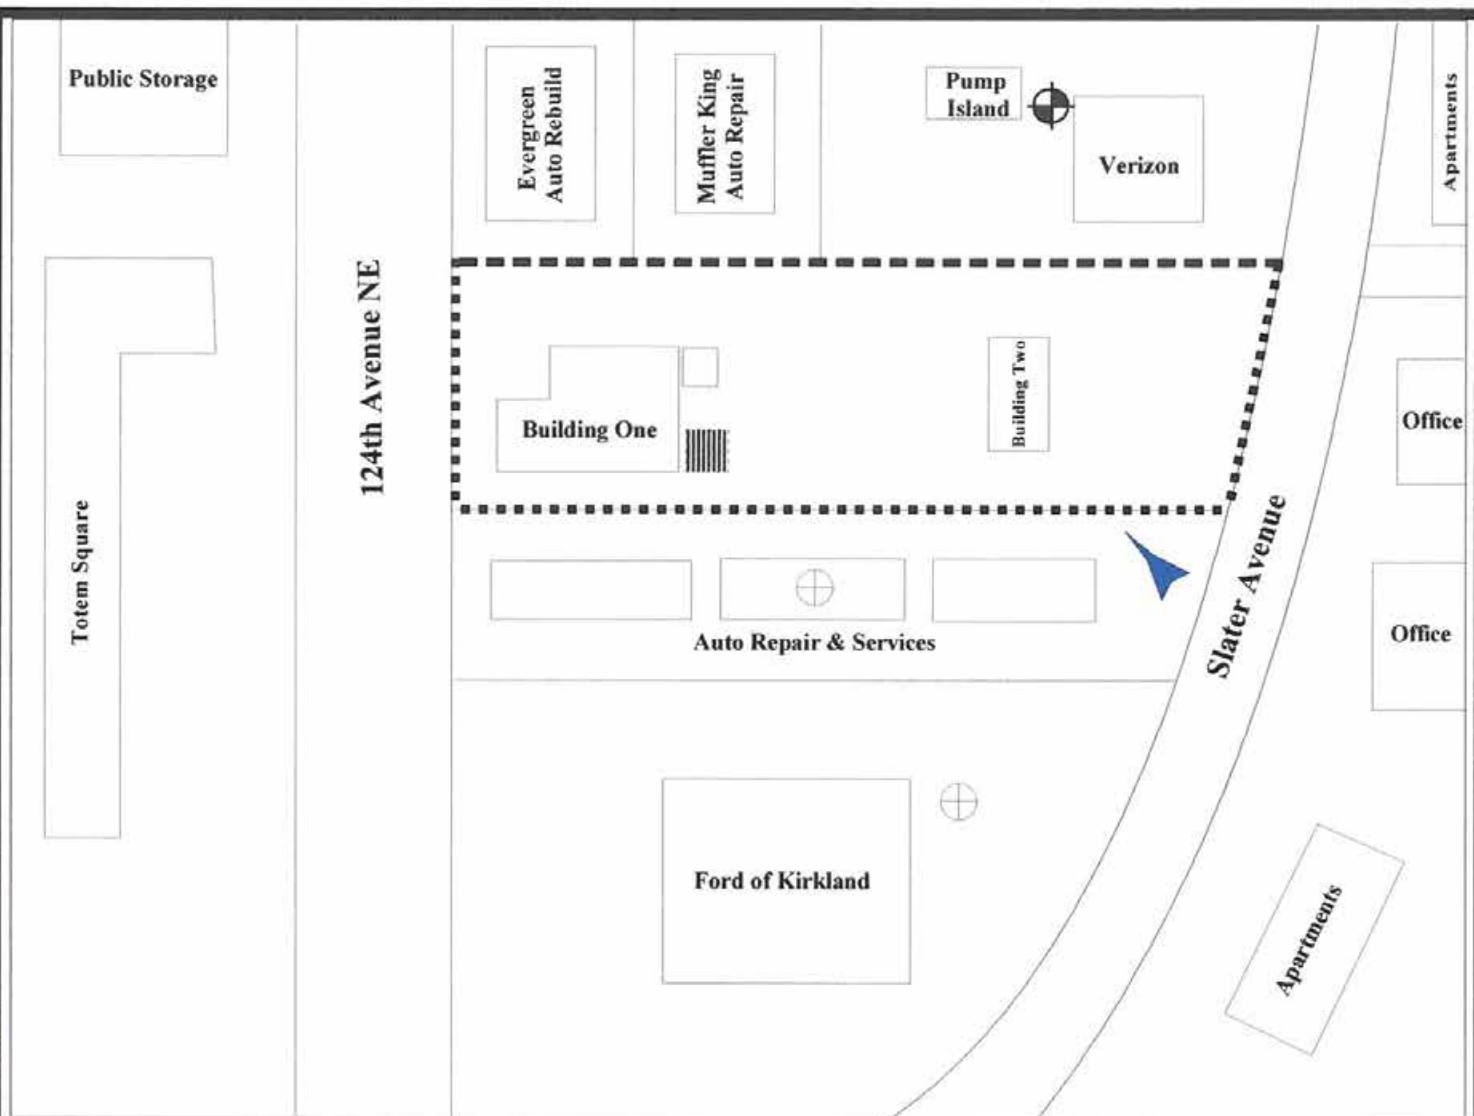 Public Storage
Evergreen
Auto Rebuild
Muffler King
Auto Repair
Pump
Island
Verizon
Apartments
124th Avenue NE
Building One
Building Two
Office
Totem Square
Auto Repair & Services
Slater Avenue
Office
Ford of Kirkland
Apartments